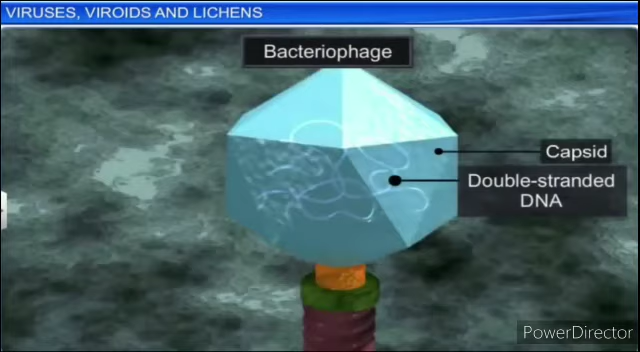 VIRUSES, VIROIDS AND LICHENS
Bacteriophage
Capsid
Double-stranded
DNA
PowerDirector